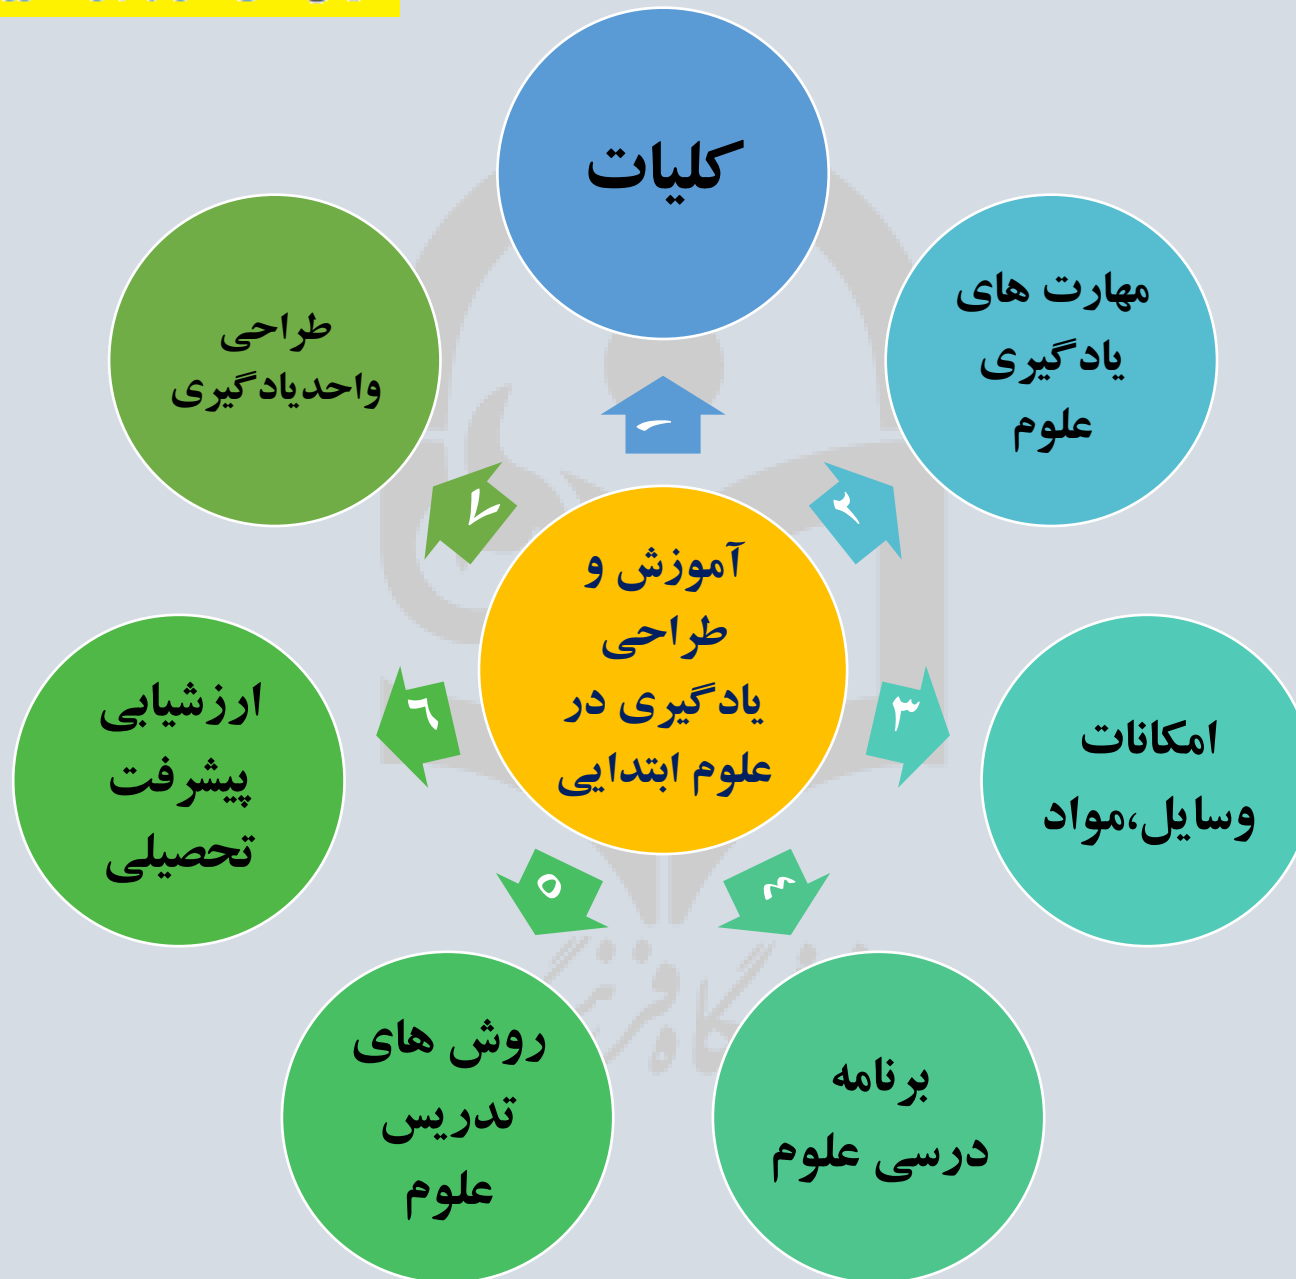 کلیات
۱
مهارت های
یادگیری
علوم
۲
امکانات
وسایل،مواد
۳
برنامه
درسی علوم
۴
روش های
تدریس
علوم
۵
ارزشیابی
پیشرفت
تحصیلی
۶
طراحی
واحدیادگیری
۷
آموزش و
طراحی
یادگیری در
علوم ابتدایی